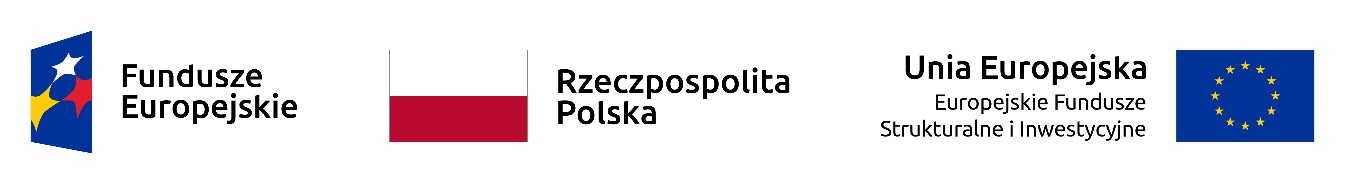 Fundusze
Europejskie
Rzeczpospolita
Polska
Unia Europejska
Europejskie Fundusze
Strukturalne i Inwestycyjne